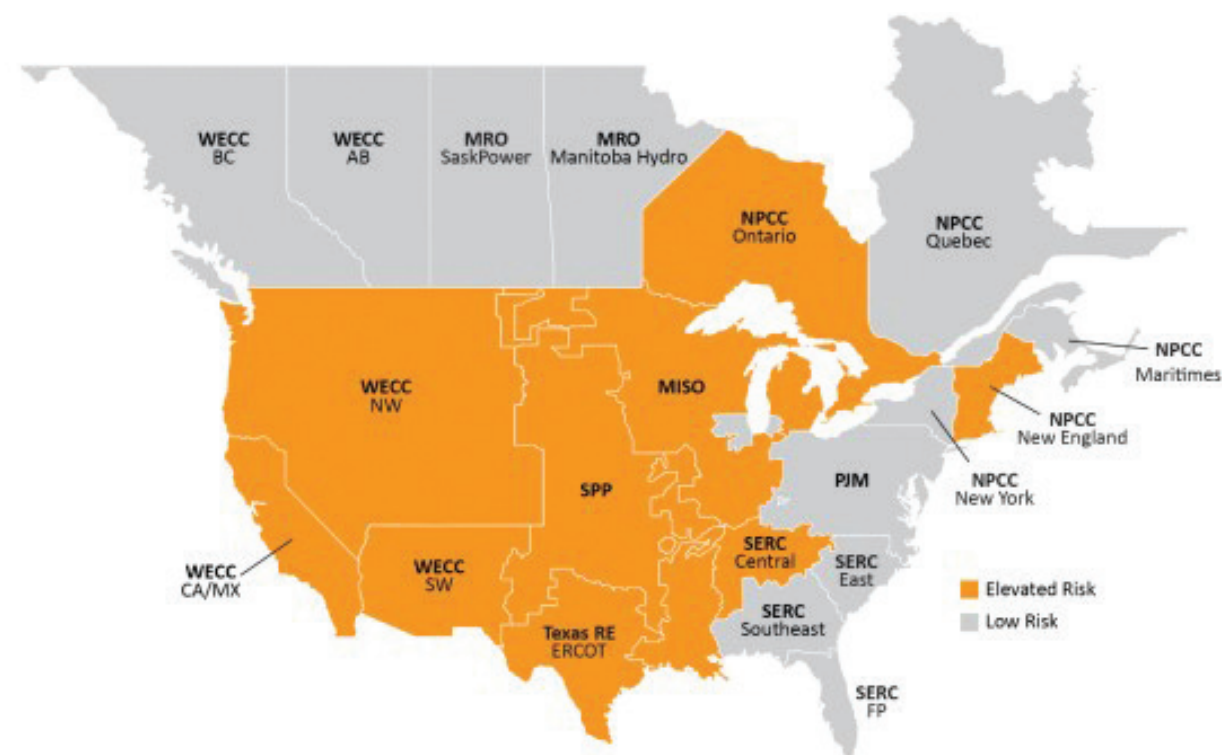 WECC
BC
WECC
AB
MRO
SaskPower
MRO
Manitoba Hydro
NPCC
Ontario
NPCC
Quebec
NPCC
Maritimes
NPCC
New England
NPCC
New York
WECC
NW
MISO
SPP
PJM
WECC
CA/MX
WECC
SW
SERC
Central
SERC
East
SERC
Southeast
Texas RE
ERCOT
SERC
FP
Elevated Risk
Low Risk